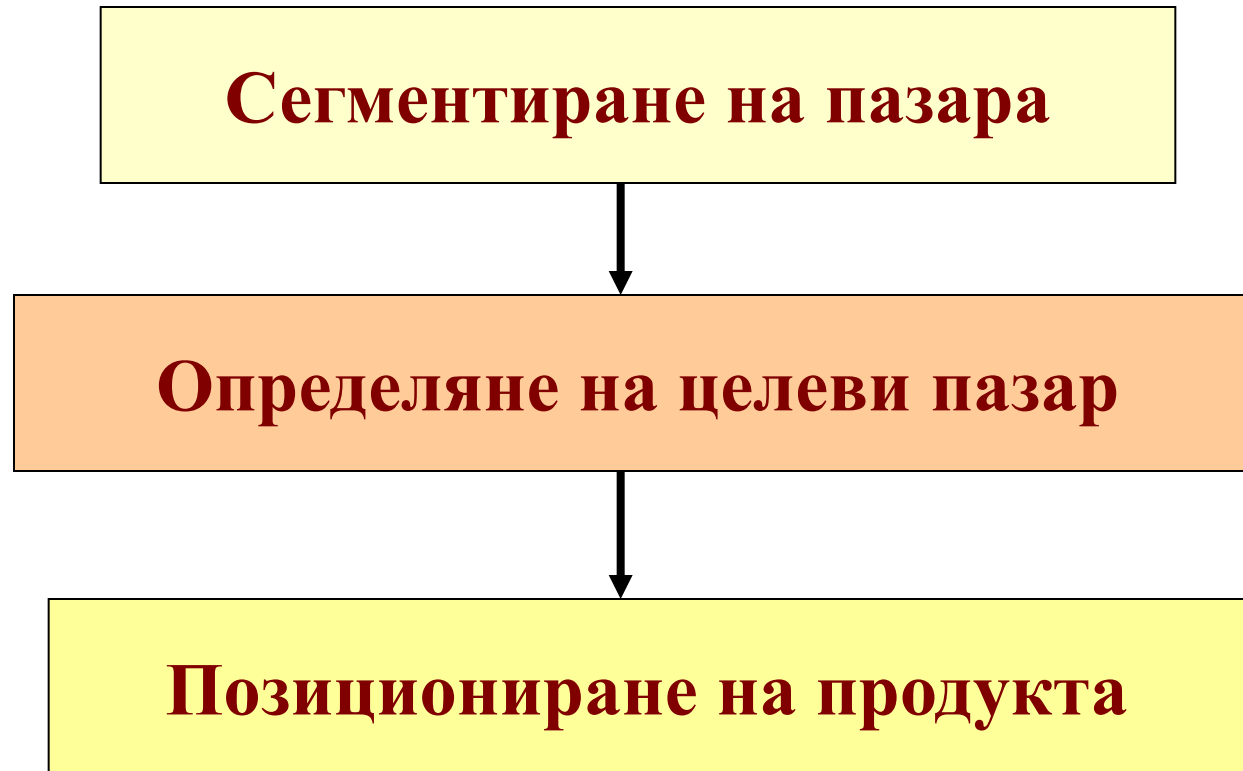 Сегментиране на пазара
Определяне на целеви пазар
Позициониране на продукта